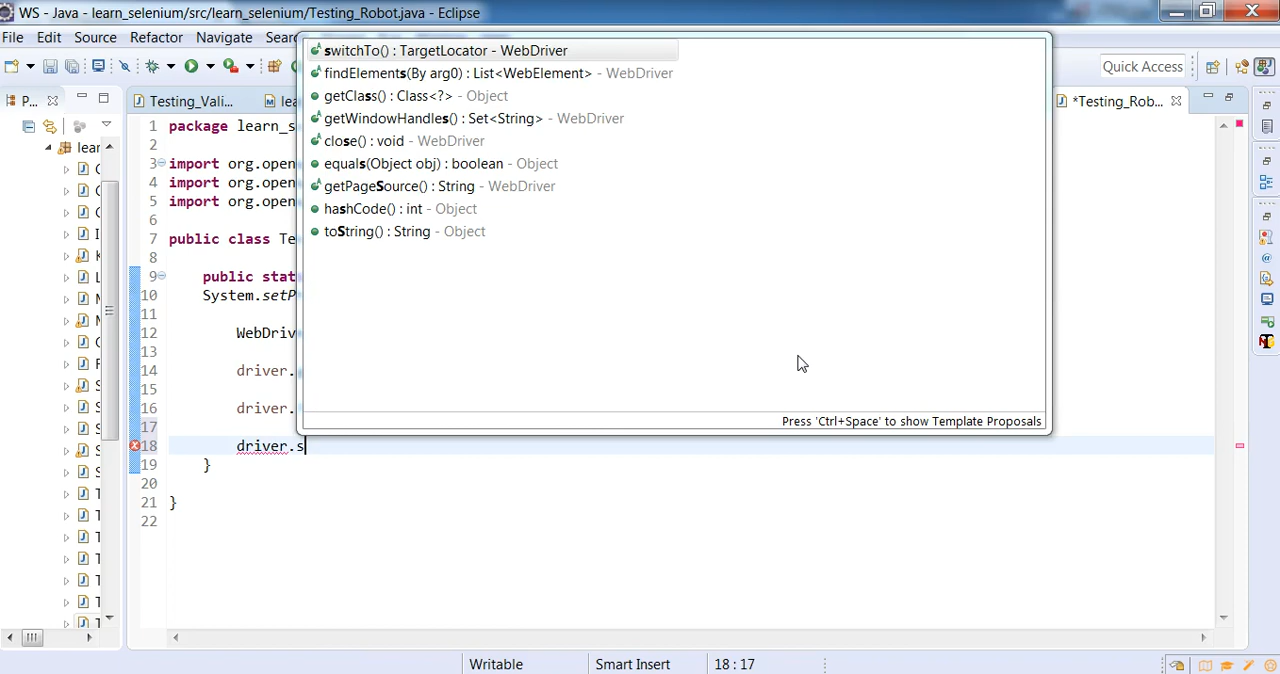 WS - Java - learn_selenium/src/learn_selenium/Testing_Robot.java - Eclipse
File Edit Source Refactor Navigate Searc
Quick Access
P...
Testing_Vali...
lea
*Testing_Rob...
switchTo() : TargetLocator - WebDriver
findElements(By arg0) : List<WebElement> - WebDriver
getClass() : Class<?> - Object
getWindowHandles() : Set<String> - WebDriver
close() : void - WebDriver
equals(Object obj) : boolean - Object
getPageSource() : String - WebDriver
hashCode() : int - Object
toString() : String - Object
Press 'Ctrl+Space' to show Template Proposals
lear
1 package learn_s
2
3 import org.open
4 import org.open
5 import org.open
6
7 public class Te
8
9 public stat
10 System.setP
11
12 WebDriv
13
14 driver.
15
16 driver.
17
18 driver.s
19 }
20
21 }
22
Writable
Smart Insert
18 : 17